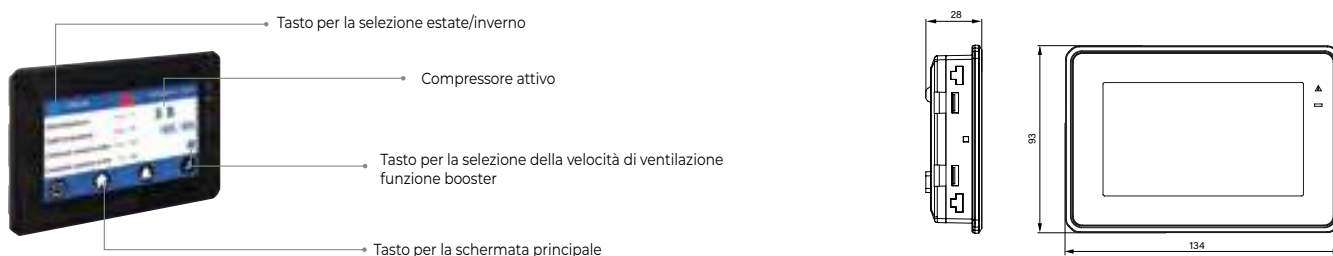 Tasto per la selezione estate/inverno
Compressore attivo
Tasto per la selezione della velocità di ventilazione
funzione booster
Tasto per la schermata principale
28
93
134